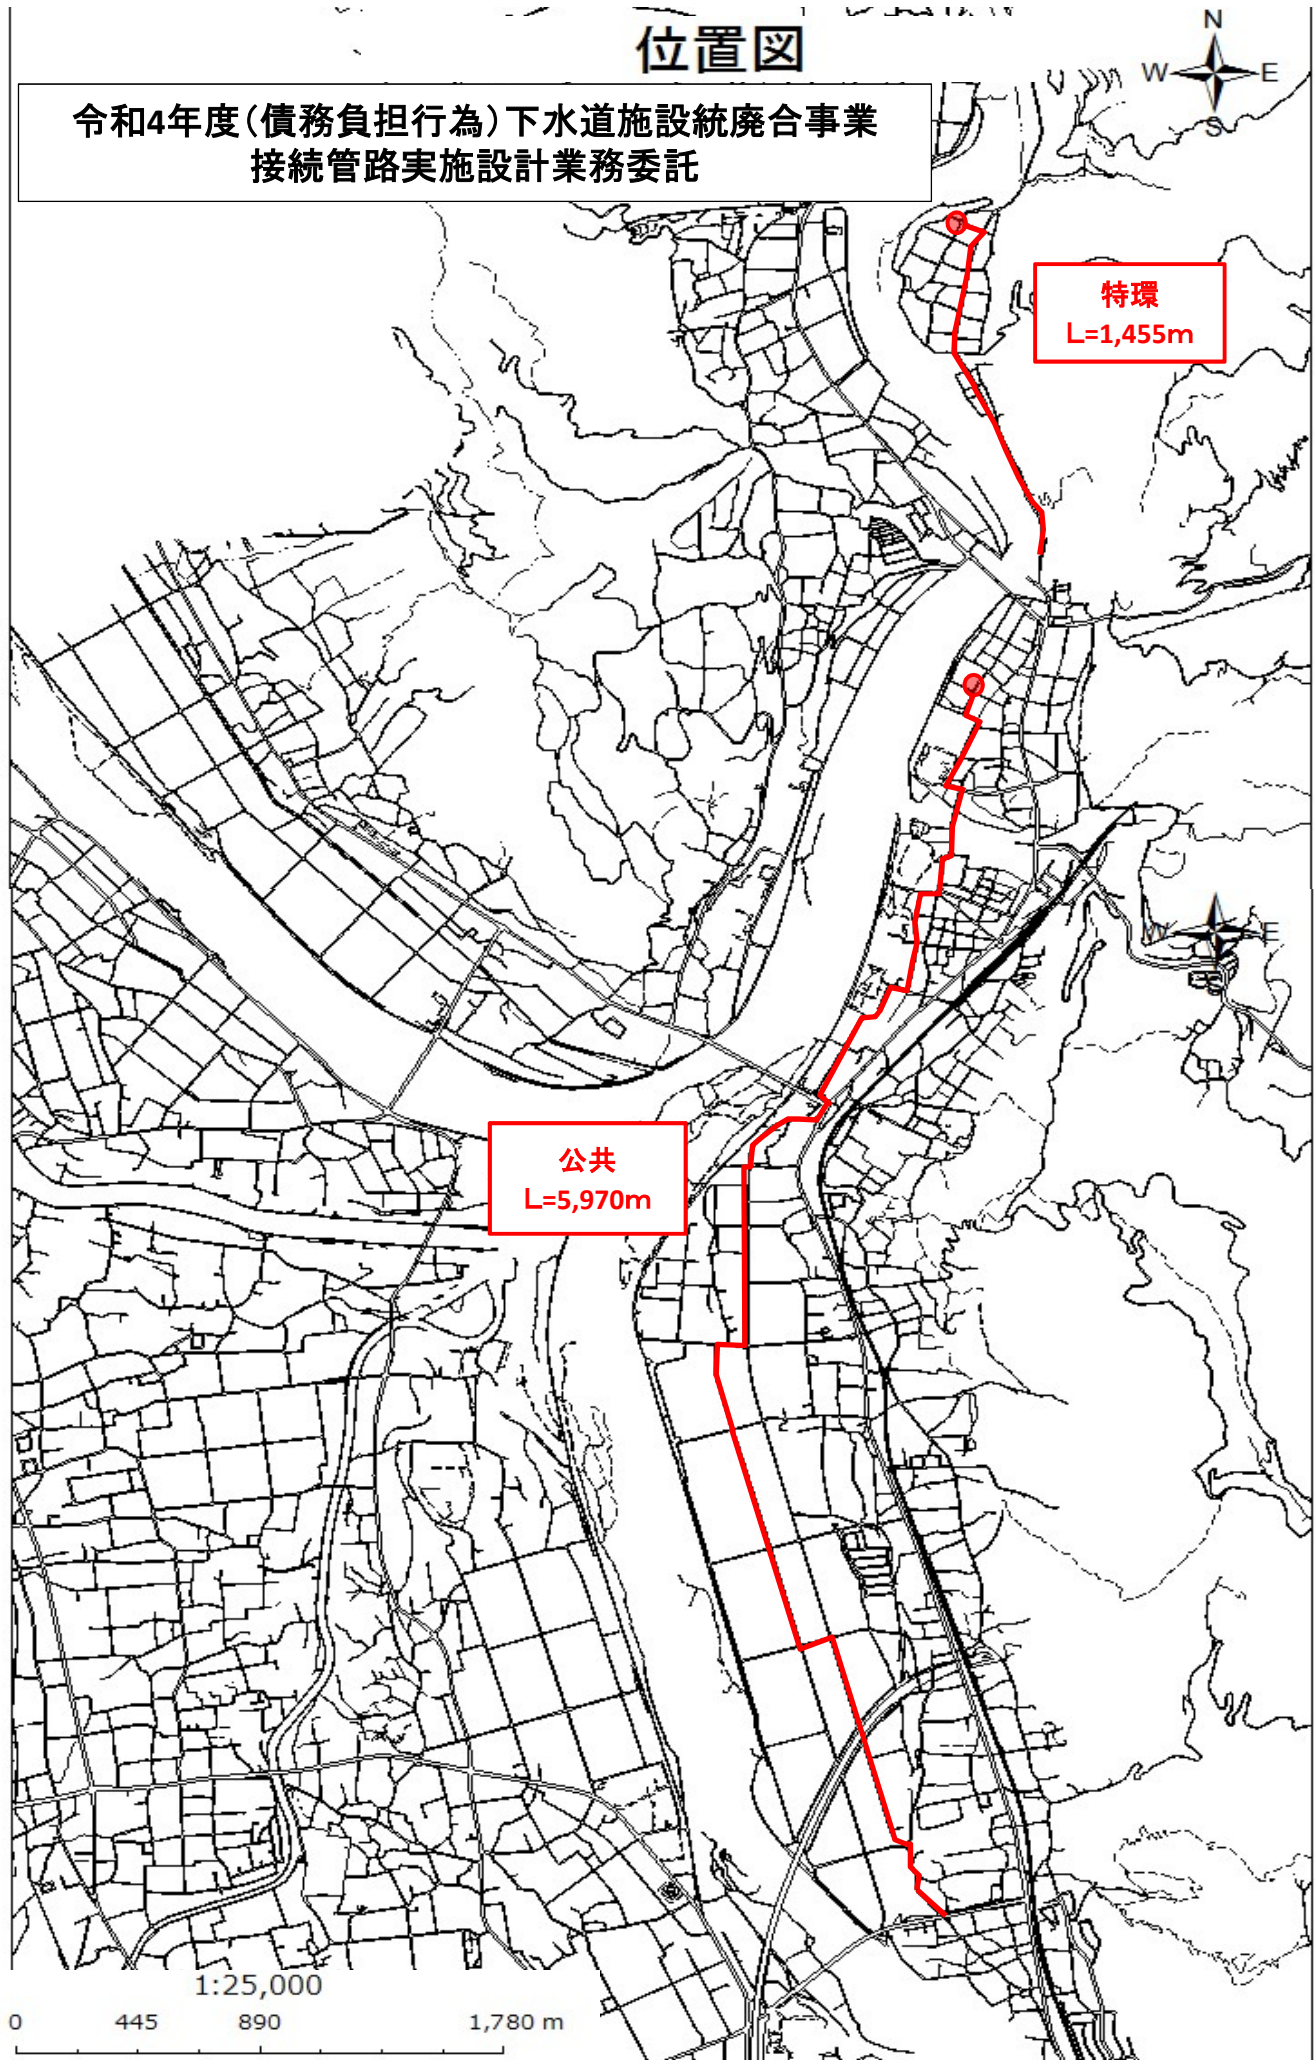 位置図
N
W E
S
令和4年度(債務負担行為)下水道施設統廃合事業
接続管路実施設計業務委託
特環
L=1,455m
W E
S
公共
L=5,970m
1:25,000
0 445 890 1,780 m